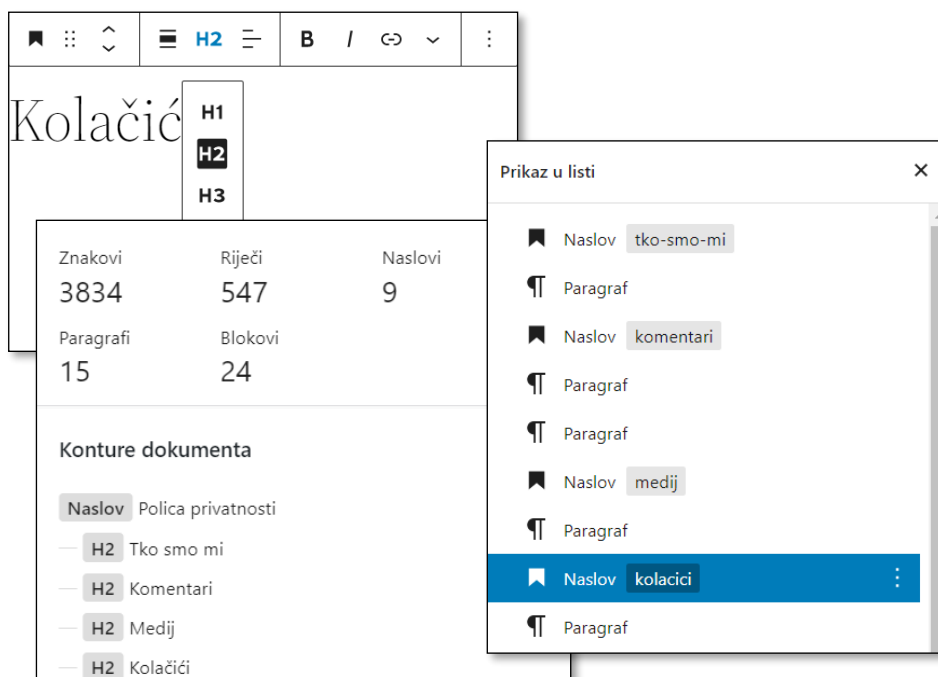 H2 B I
Kolačić
H1
H2
H3
Znakovi Riječi Naslovi
3834 547 9
Paragrafi Blokovi
15 24
Konture dokumenta
Naslov Polica privatnosti
H2 Tko smo mi
H2 Komentari
H2 Medij
H2 Kolačići
Prikaz u listi
Naslov tko-smo-mi
Paragraf
Naslov komentari
Paragraf
Paragraf
Naslov medij
Paragraf
Naslov kolacici
Paragraf